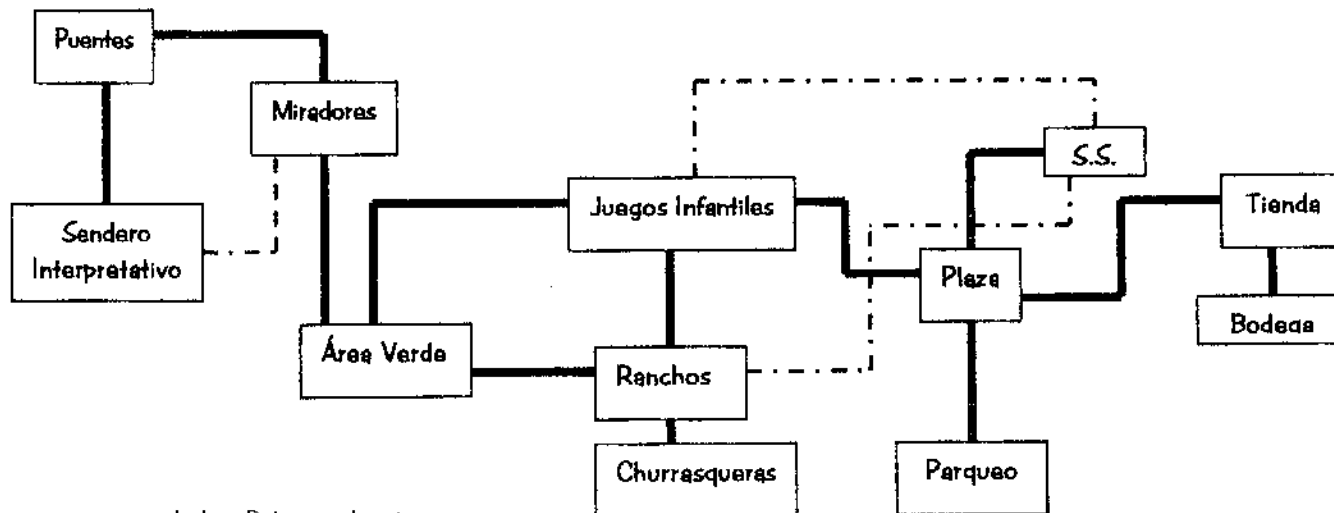 Puentes
Miradores
S.S.
Juegos Infantiles
Tienda
Sendero
Interpretativo
Plaza
Bodega
Área Verde
Ranchos
Churrasqueras
Parqueo